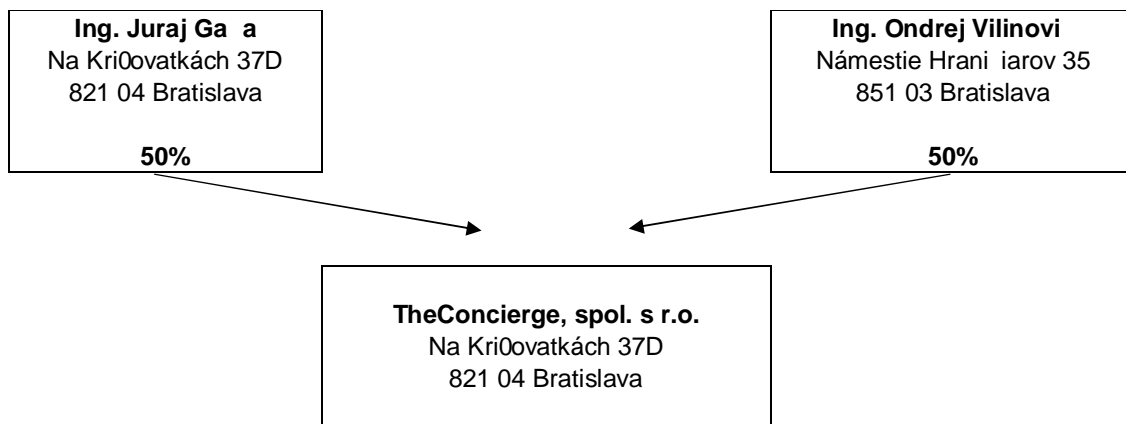 Ing. Juraj Ga a
Na Kri0ovatkách 37D
821 04 Bratislava
50%
Ing. Ondrej Vilinovi
Námestie Hrani iarov 35
851 03 Bratislava
50%
TheConcierge, spol. s r.o.
Na Kri0ovatkách 37D
821 04 Bratislava